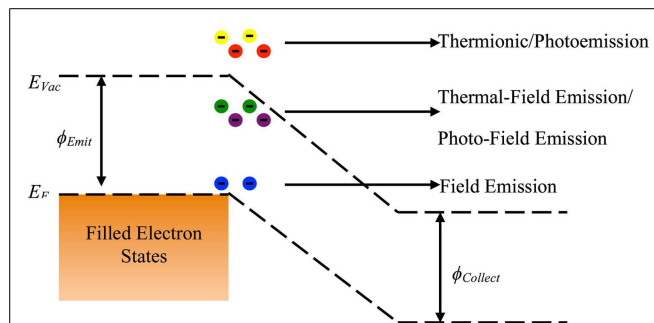 Thermionic/Photoemission
E_Vac
Thermal-Field Emission/
ϕ_Emit
Photo-Field Emission
E_F
Field Emission
Filled Electron
States
ϕ_Collect